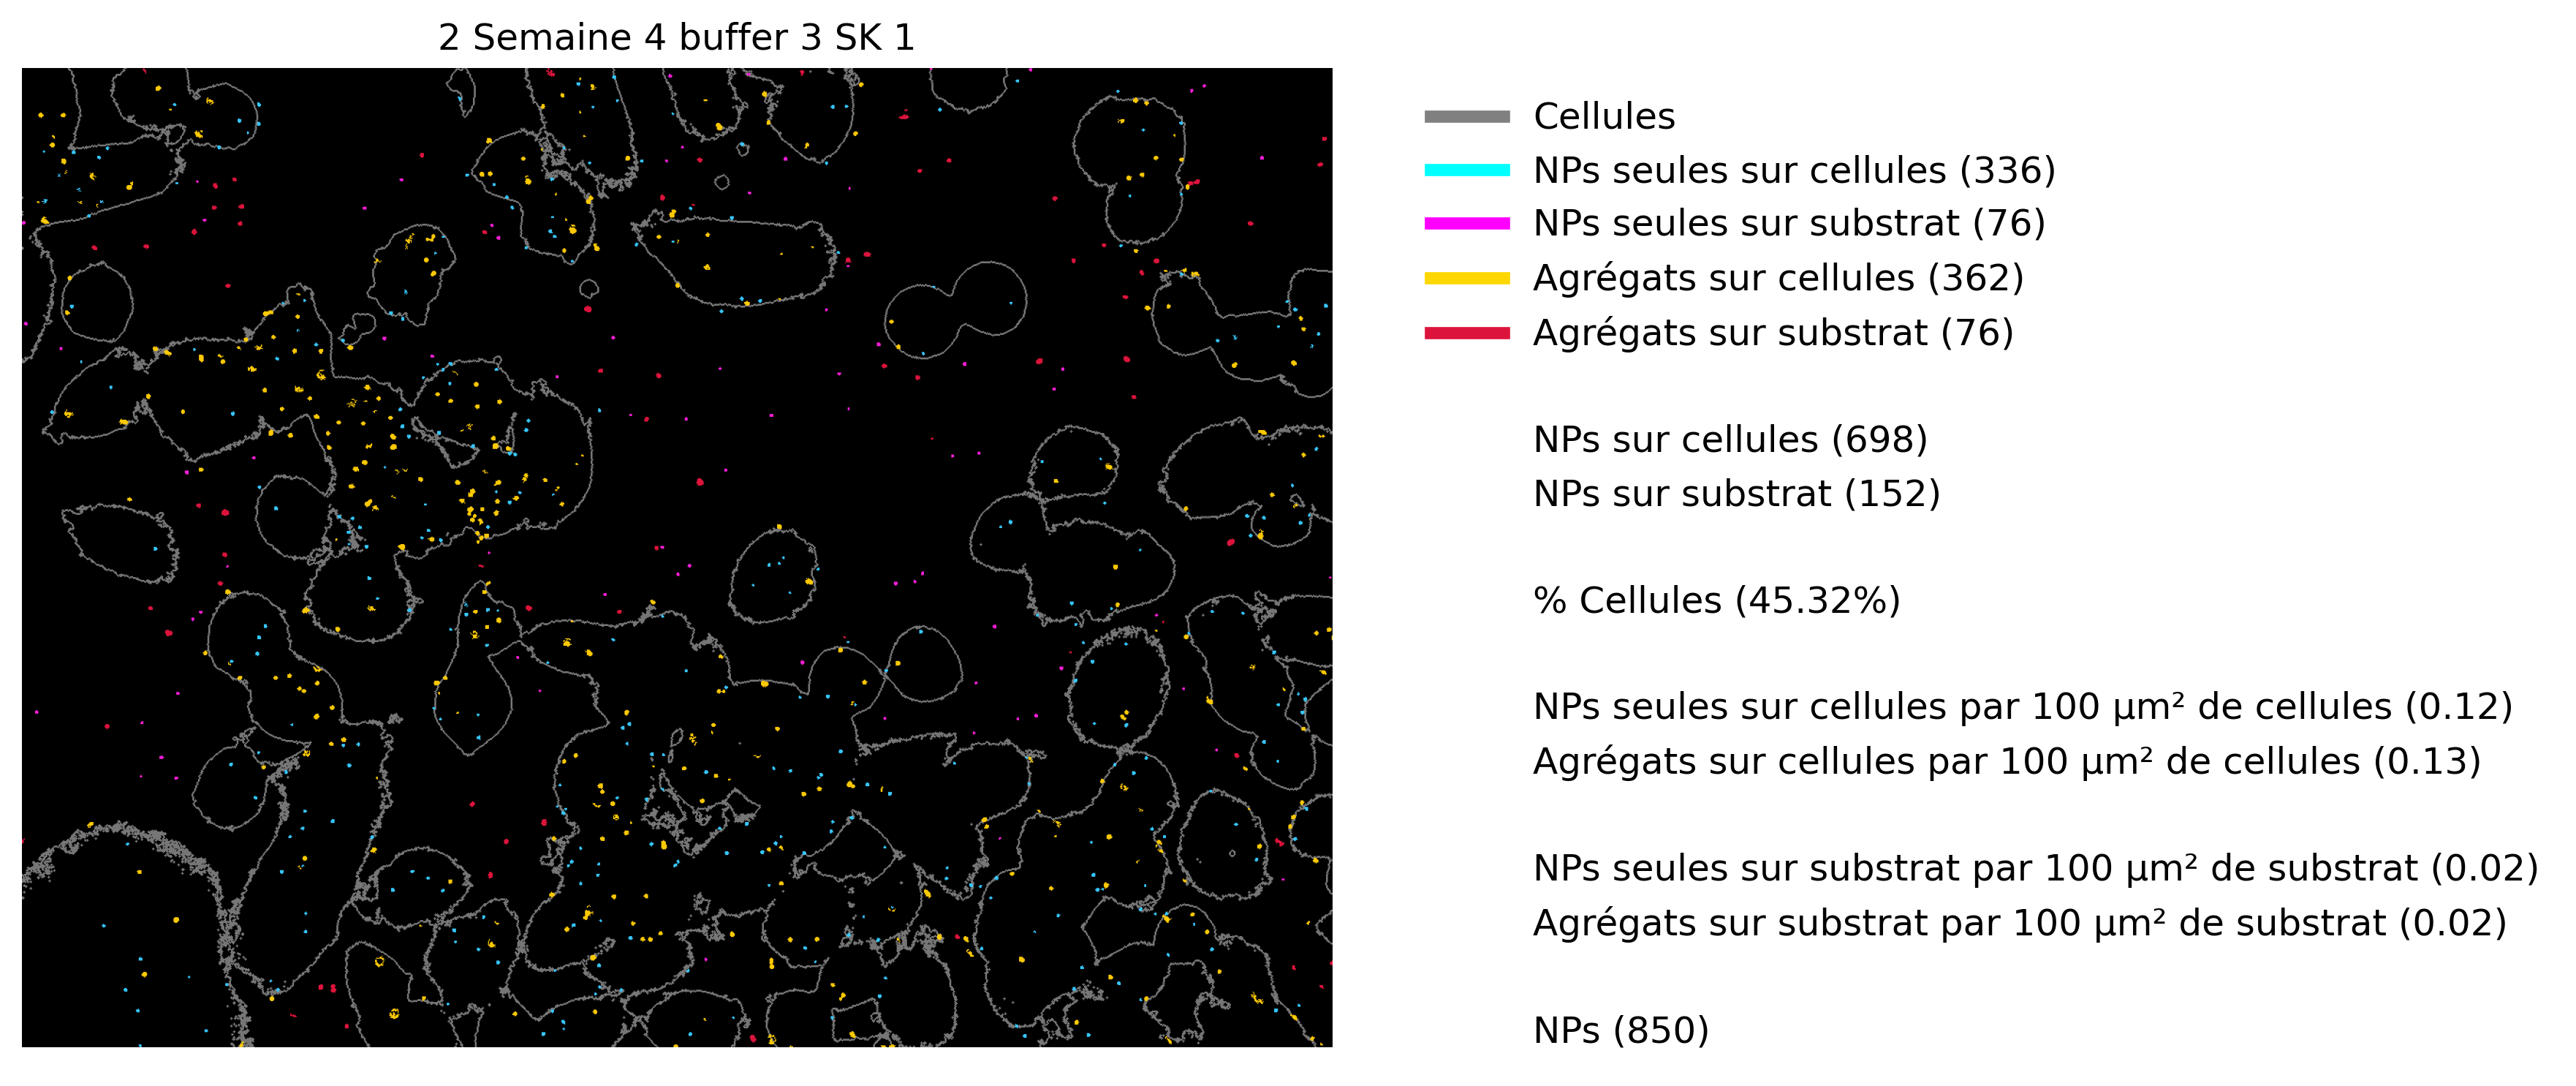 2 Semaine 4 buffer 3 SK 1
Cellules
NPs seules sur cellules (336)
NPs seules sur substrat (76)
Agrégats sur cellules (362)
Agrégats sur substrat (76)
NPs sur cellules (698)
NPs sur substrat (152)
% Cellules (45.32%)
NPs seules sur cellules par 100 µm² de cellules (0.12)
Agrégats sur cellules par 100 µm² de cellules (0.13)
NPs seules sur substrat par 100 µm² de substrat (0.02)
Agrégats sur substrat par 100 µm² de substrat (0.02)
NPs (850)